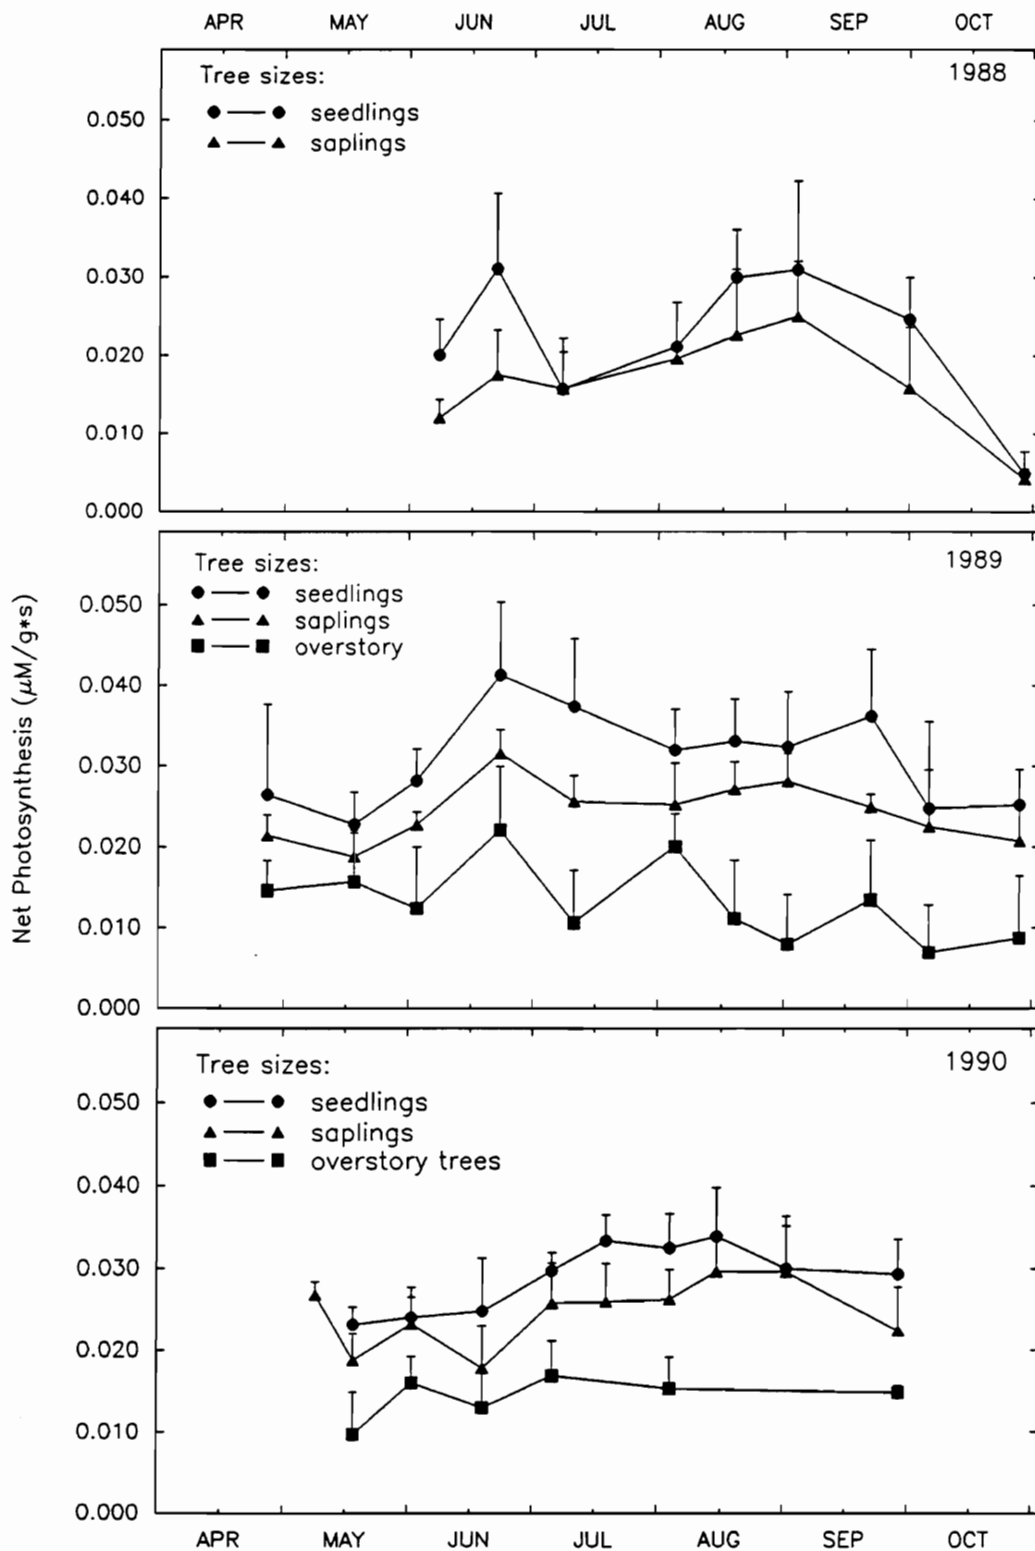 APR MAY JUN JUL AUG SEP OCT
Tree sizes:
1988
seedlings
saplings
0.050
0.040
0.030
0.020
0.010
0.000
Net Photosynthesis (μM/g*s)
Tree sizes:
1989
seedlings
saplings
overstory
0.050
0.040
0.030
0.020
0.010
0.000
Tree sizes:
1990
seedlings
saplings
overstory trees
0.050
0.040
0.030
0.020
0.010
0.000
APR MAY JUN JUL AUG SEP OCT